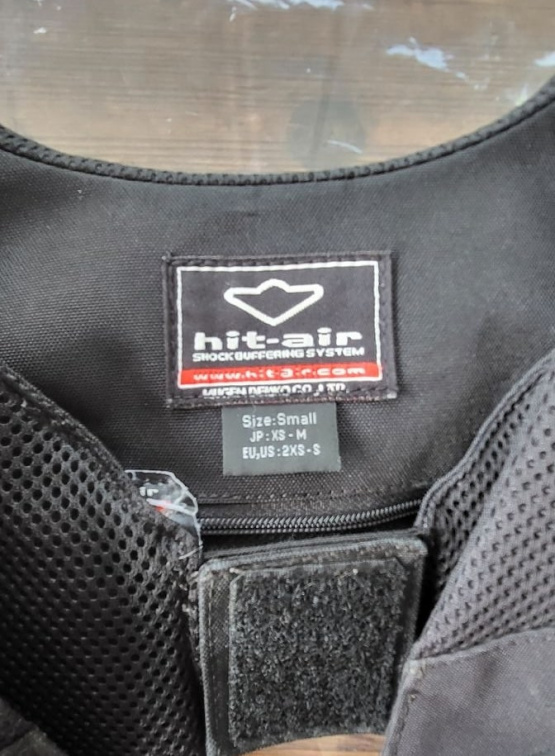 hit-air
SHOCK BUFFERING SYSTEM
www.hit-air.com
MUGEN DENKO CO.,LTD.
Size:Small
JP:XS-M
EU,US:2XS-S
ir